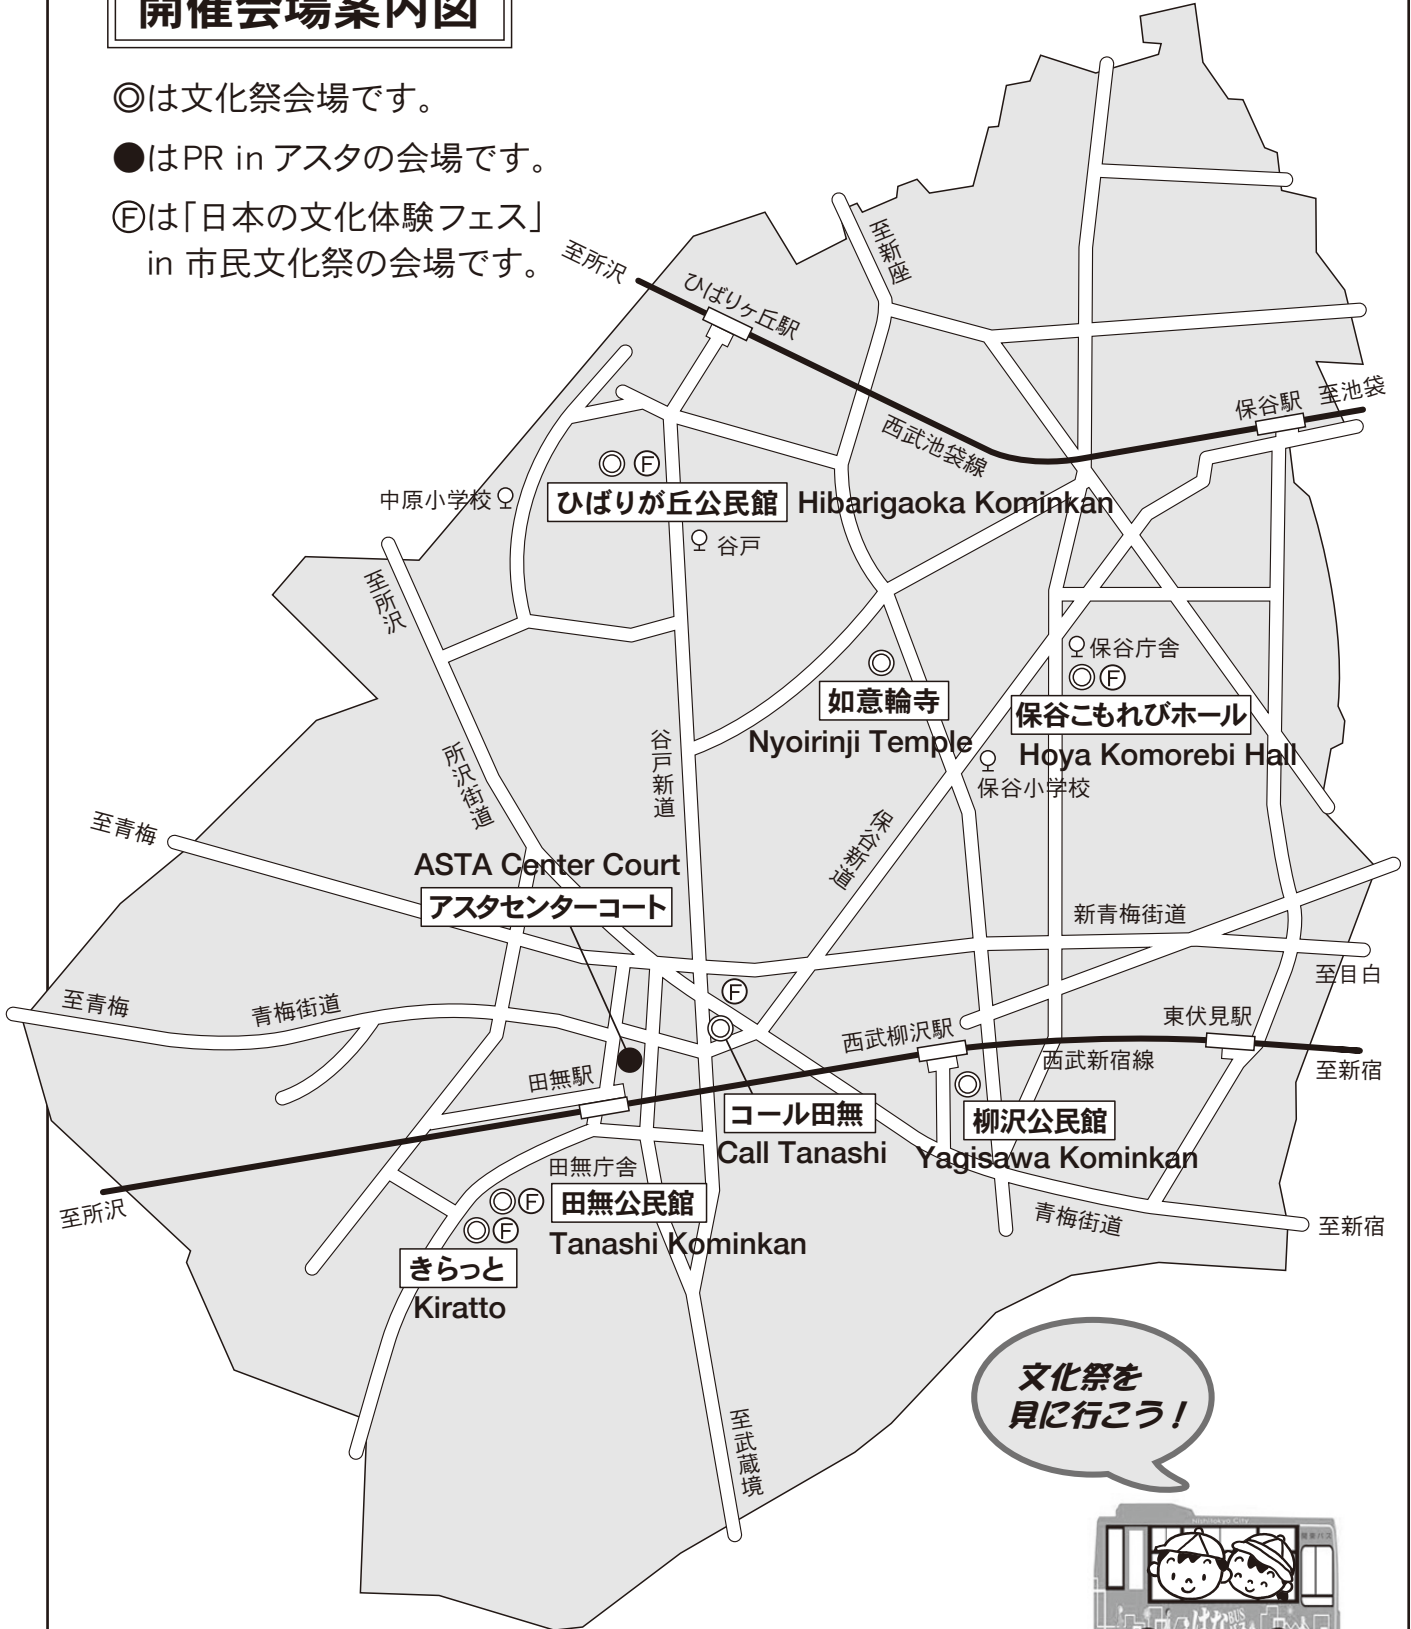 開催会場案内図
◎は文化祭会場です。
●はPR in アスタの会場です。
Ⓕは「日本の文化体験フェス」
in 市民文化祭の会場です。
至所沢
ひばりヶ丘駅
至新座
西武池袋線
保谷駅
至池袋
◎Ⓕ
ひばりが丘公民館 Hibarigaoka Kominkan
中原小学校
谷戸
至所沢
保谷庁舎
◎
◎Ⓕ
如意輪寺
Nyoirinji Temple
保谷こもれびホール
Hoya Komorebi Hall
保谷小学校
所沢街道
谷戸新道
保谷新道
至青梅
ASTA Center Court
アスタセンターコート
新青梅街道
至目白
至青梅
青梅街道
Ⓕ
◎
西武柳沢駅
東伏見駅
西武新宿線
至新宿
田無駅
●
◎
コール田無
Call Tanashi
柳沢公民館
Yagisawa Kominkan
田無庁舎
◎Ⓕ
田無公民館
Tanashi Kominkan
至所沢
◎Ⓕ
きらっと
Kiratto
青梅街道
至新宿
至武蔵境
文化祭を
見に行こう！
Nishitokyo City
はなBUS